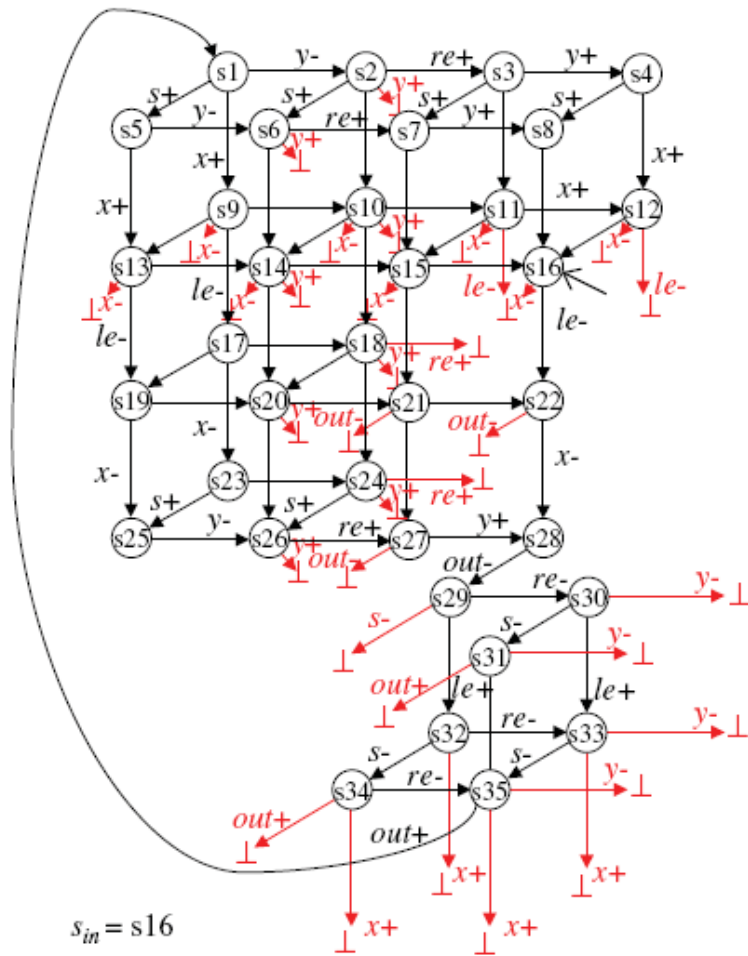 y- re+ y+
s1 s2 s3 s4
s+ s+ y+ s+ s+
⊥
y- re+ y+
s5 s6 s7 s8
y+
x+ ⊥ x+
x+ x+
s9 s10 s11 s12
⊥ x- ⊥ x- y+ ⊥ x- ⊥ x-
s13 s14 s15 s16
⊥ x- le- x- ⊥ y+ x- le- ⊥ x- ⊥ le-
le- s17 s18 re+ ⊥ le-
y+
s19 s20 s21 s22
y+ ⊥ out- ⊥ out- ⊥
x- x- x-
s23 s24 re+ ⊥
s+ s+ y+
y- re+ y+
s25 s26 s27 s28
y+ ⊥ out- ⊥ out-
re- y-
s29 s30 ⊥
s- s- y-
⊥ s31 ⊥
out+ ⊥ le+ le+
re- y-
s32 s33 ⊥
s- s- y-
re-
s34 s35 ⊥
out+ ⊥ out+
⊥ x+ ⊥ x+
⊥ x+ ⊥ x+
s_in = s16